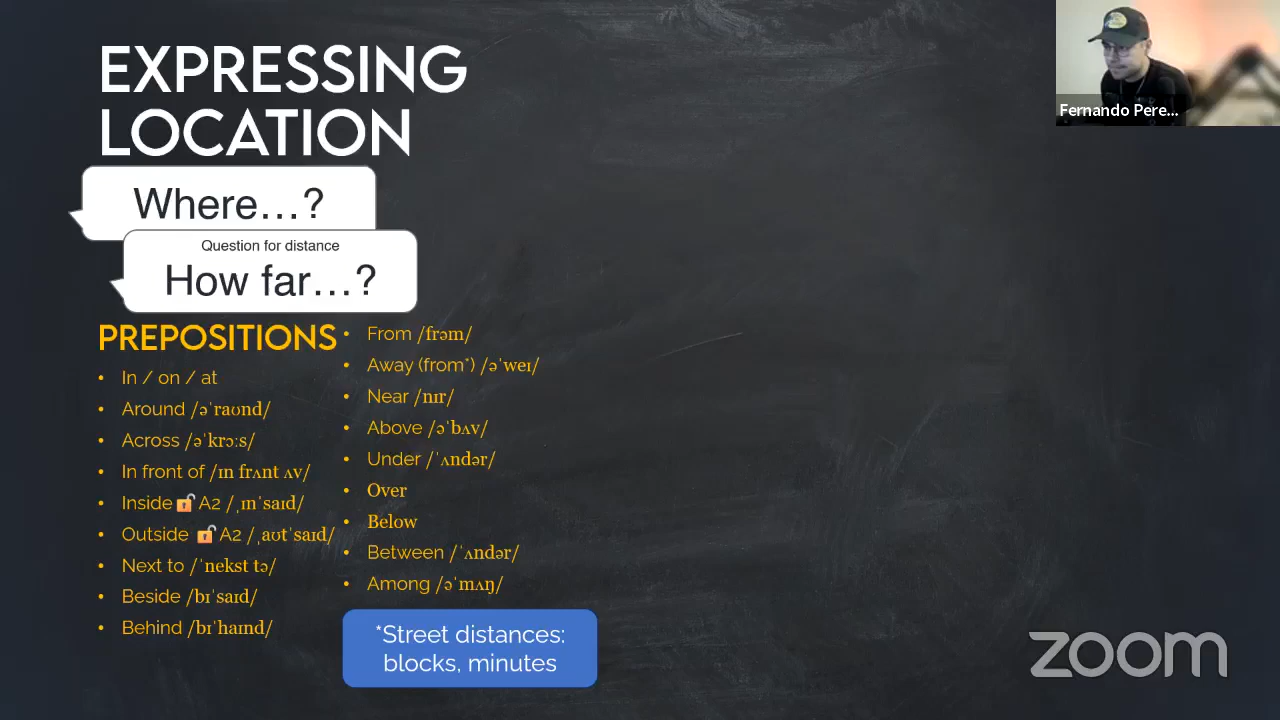 EXPRESSING
LOCATION
Where…?
Question for distance
How far…?
PREPOSITIONS
• In / on / at
• Around /əˈraʊnd/
• Across /əˈkrɔːs/
• In front of /ɪn frʌnt ʌv/
• Inside 🔓 A2 /ˌɪnˈsaɪd/
• Outside 🔓 A2 /ˌaʊtˈsaɪd/
• Next to /ˈnekst tə/
• Beside /bɪˈsaɪd/
• Behind /bɪˈhaɪnd/
• From /frəm/
• Away (from*) /əˈweɪ/
• Near /nɪr/
• Above /əˈbʌv/
• Under /ˈʌndər/
• Over
• Below
• Between /ˈʌndər/
• Among /əˈmʌŋ/
*Street distances:
blocks, minutes
Fernando Pere...
zoom